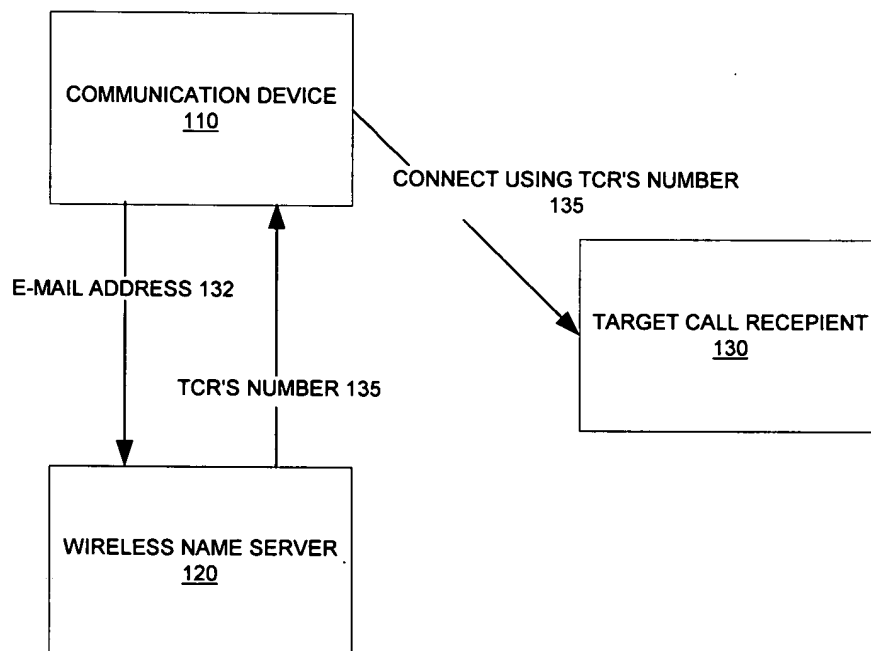 COMMUNICATION DEVICE
110
CONNECT USING TCR'S NUMBER
135
E-MAIL ADDRESS 132
TARGET CALL RECEPIENT
130
TCR'S NUMBER 135
WIRELESS NAME SERVER
120